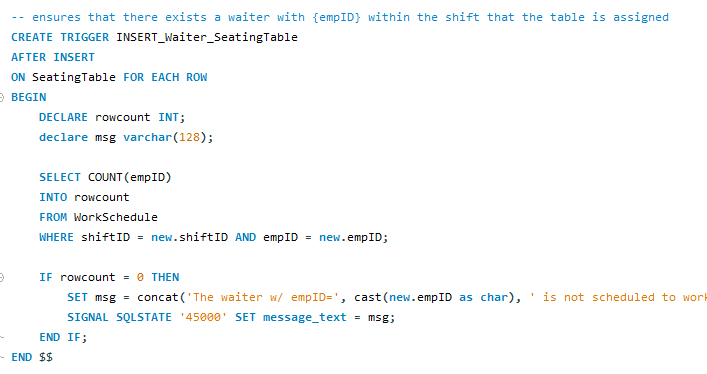 -- ensures that there exists a waiter with {empID} within the shift that the table is assigned
CREATE TRIGGER INSERT_Waiter_SeatingTable
AFTER INSERT
ON SeatingTable FOR EACH ROW
BEGIN
DECLARE rowcount INT;
declare msg varchar(128);
SELECT COUNT(empID)
INTO rowcount
FROM WorkSchedule
WHERE shiftID = new.shiftID AND empID = new.empID;
IF rowcount = 0 THEN
SET msg = concat('The waiter w/ empID=', cast(new.empID as char), ' is not scheduled to work
SIGNAL SQLSTATE '45000' SET message_text = msg;
END IF;
END $$